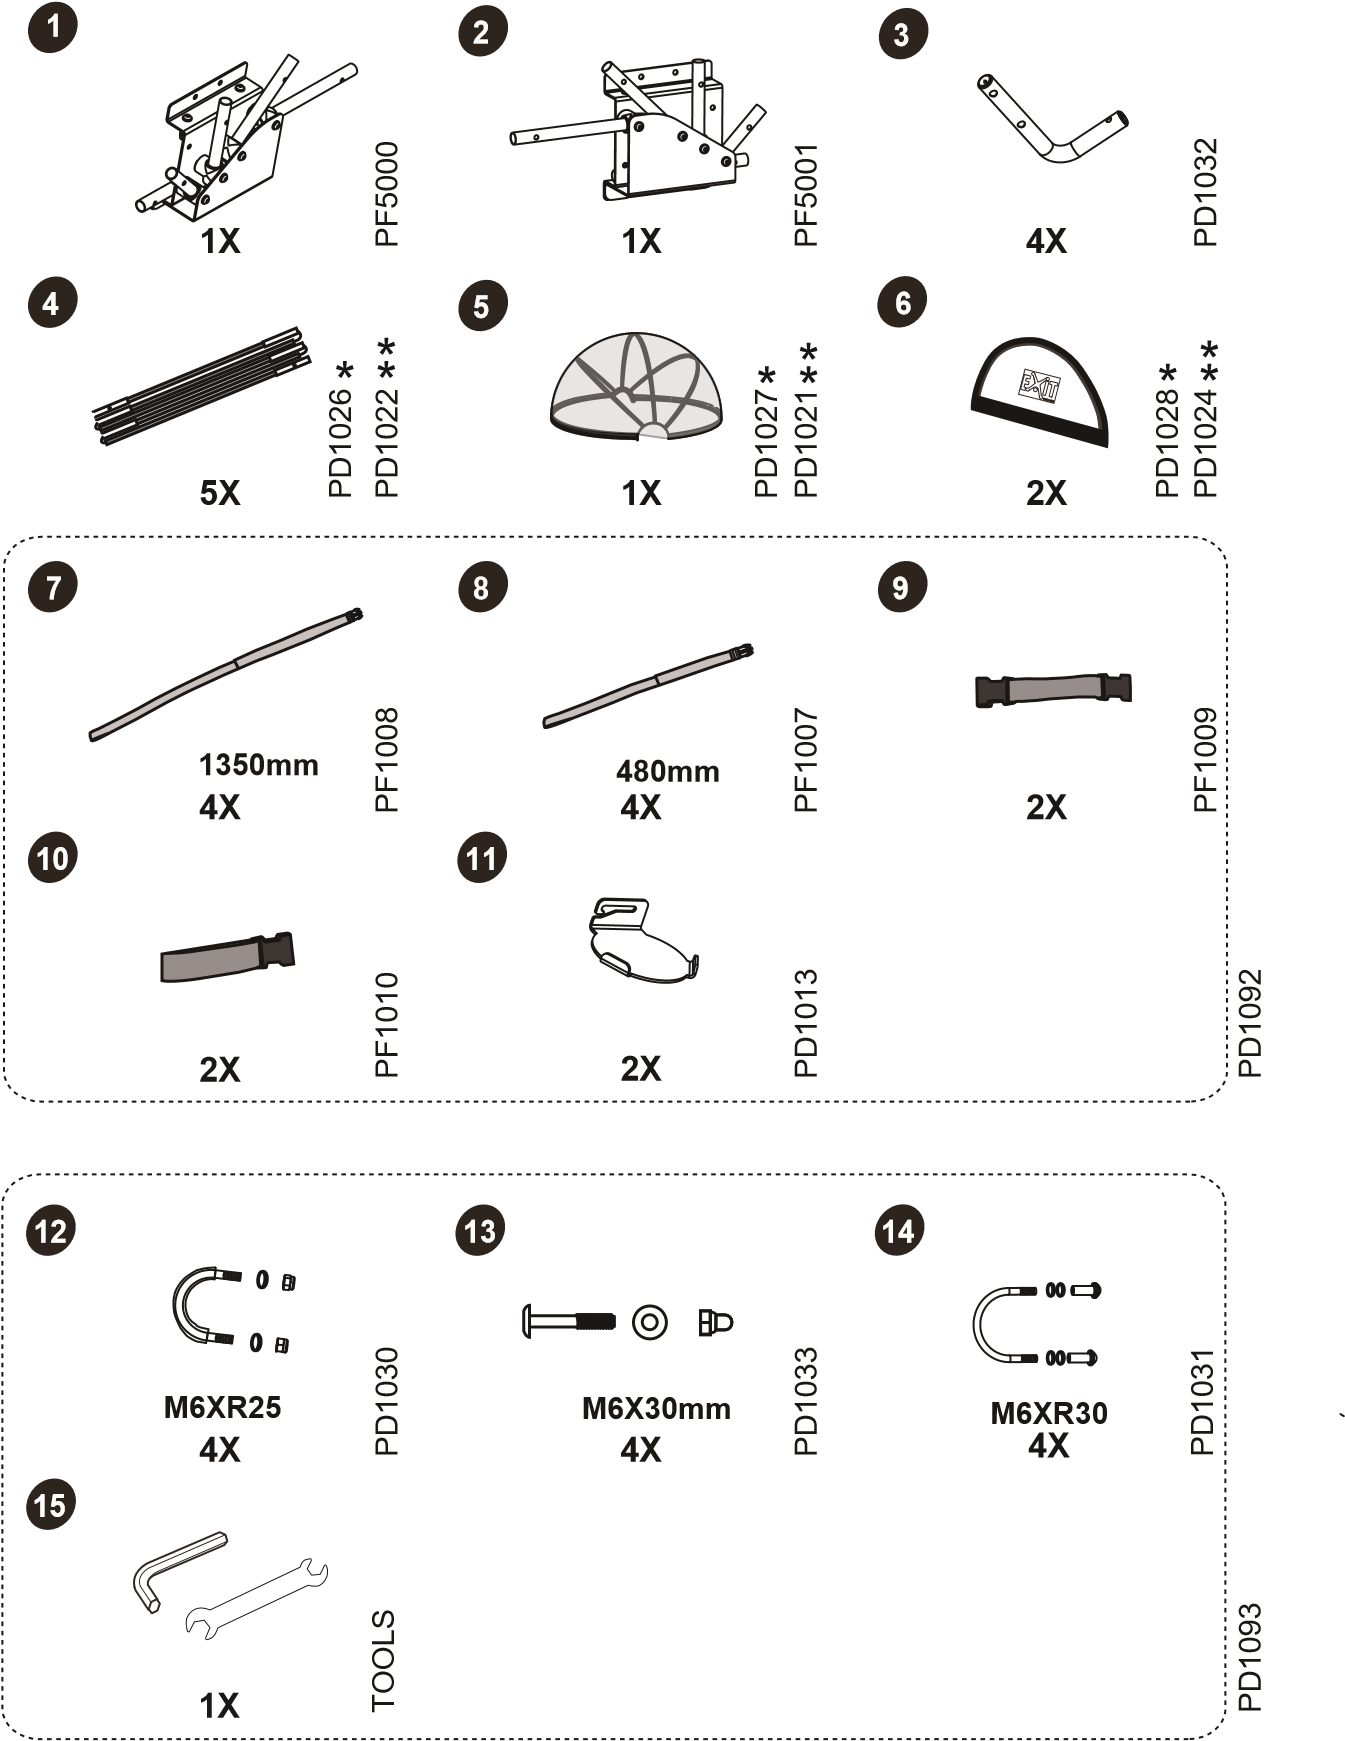 1
1X
PF5000
2
1X
PF5001
3
4X
PD1032
4
5X
PD1026*
PD1022**
5
1X
PD1027*
PD1021**
6
EXIT
2X
PD1028*
PD1024**
7
1350mm
4X
PF1008
8
480mm
4X
PF1007
9
2X
PF1009
10
2X
PF1010
11
2X
PD1013
PD1092
12
M6XR25
4X
PD1030
13
M6X30mm
4X
PD1033
14
M6XR30
4X
PD1031
15
1X
TOOLS
PD1093